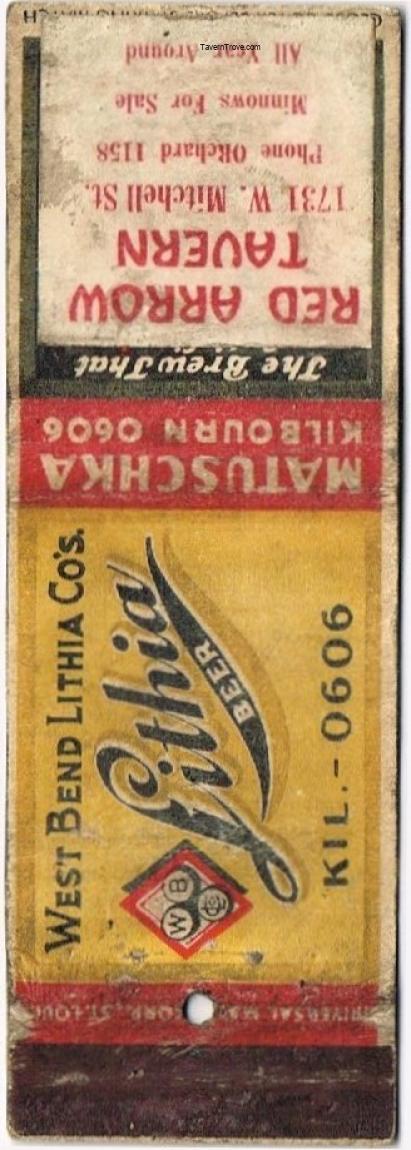 TavernTrove.com
WEST BEND LITHIA CO'S.
Lithia
BEER
KIL.-0606
W B
MATUSCHKA
KILBOURN 0606
The Brew That
RED ARROW
TAVERN
1731 W. Mitchell St.
Phone ORchard 1158
Minnows For Sale
All Year Around